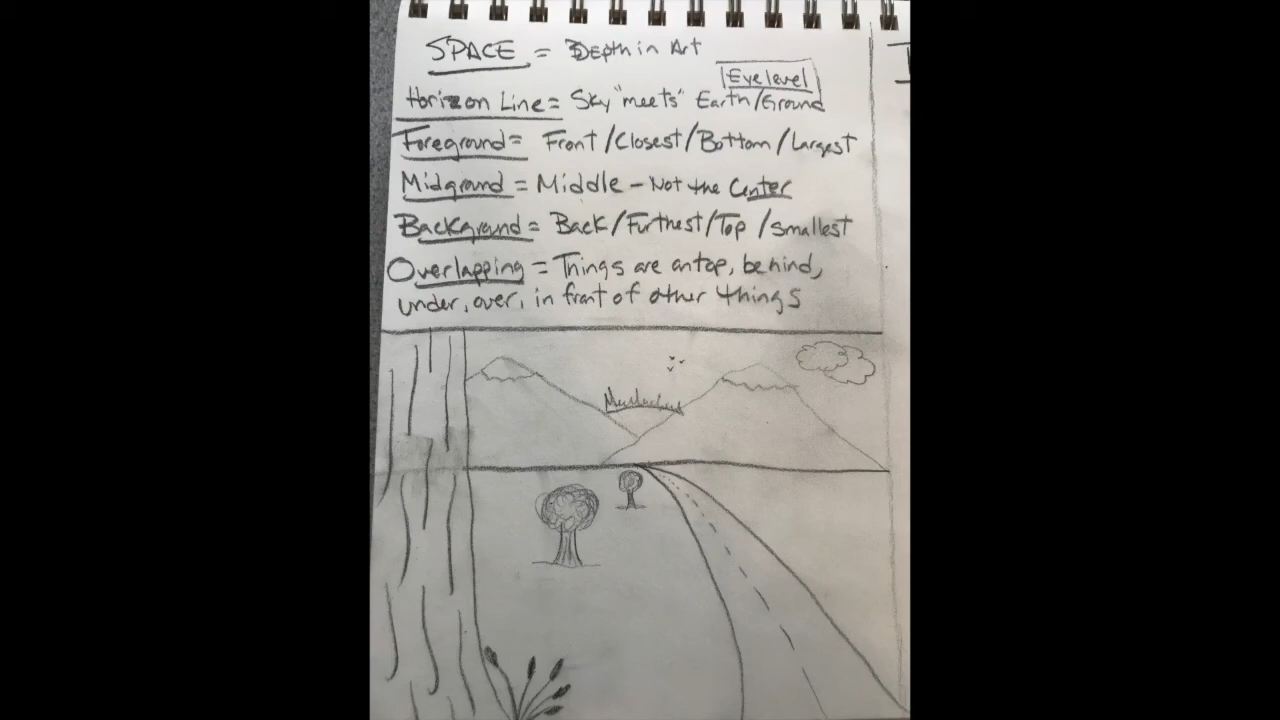 SPACE = Depth in Art
Eye level
Horizon Line = Sky "meets" Earth/Ground
Foreground = Front/Closest/Bottom/Largest
Midground = Middle - Not the Center
Background = Back/Furthest/Top/Smallest
Overlapping = Things are ontop, behind,
under, over, in front of other things